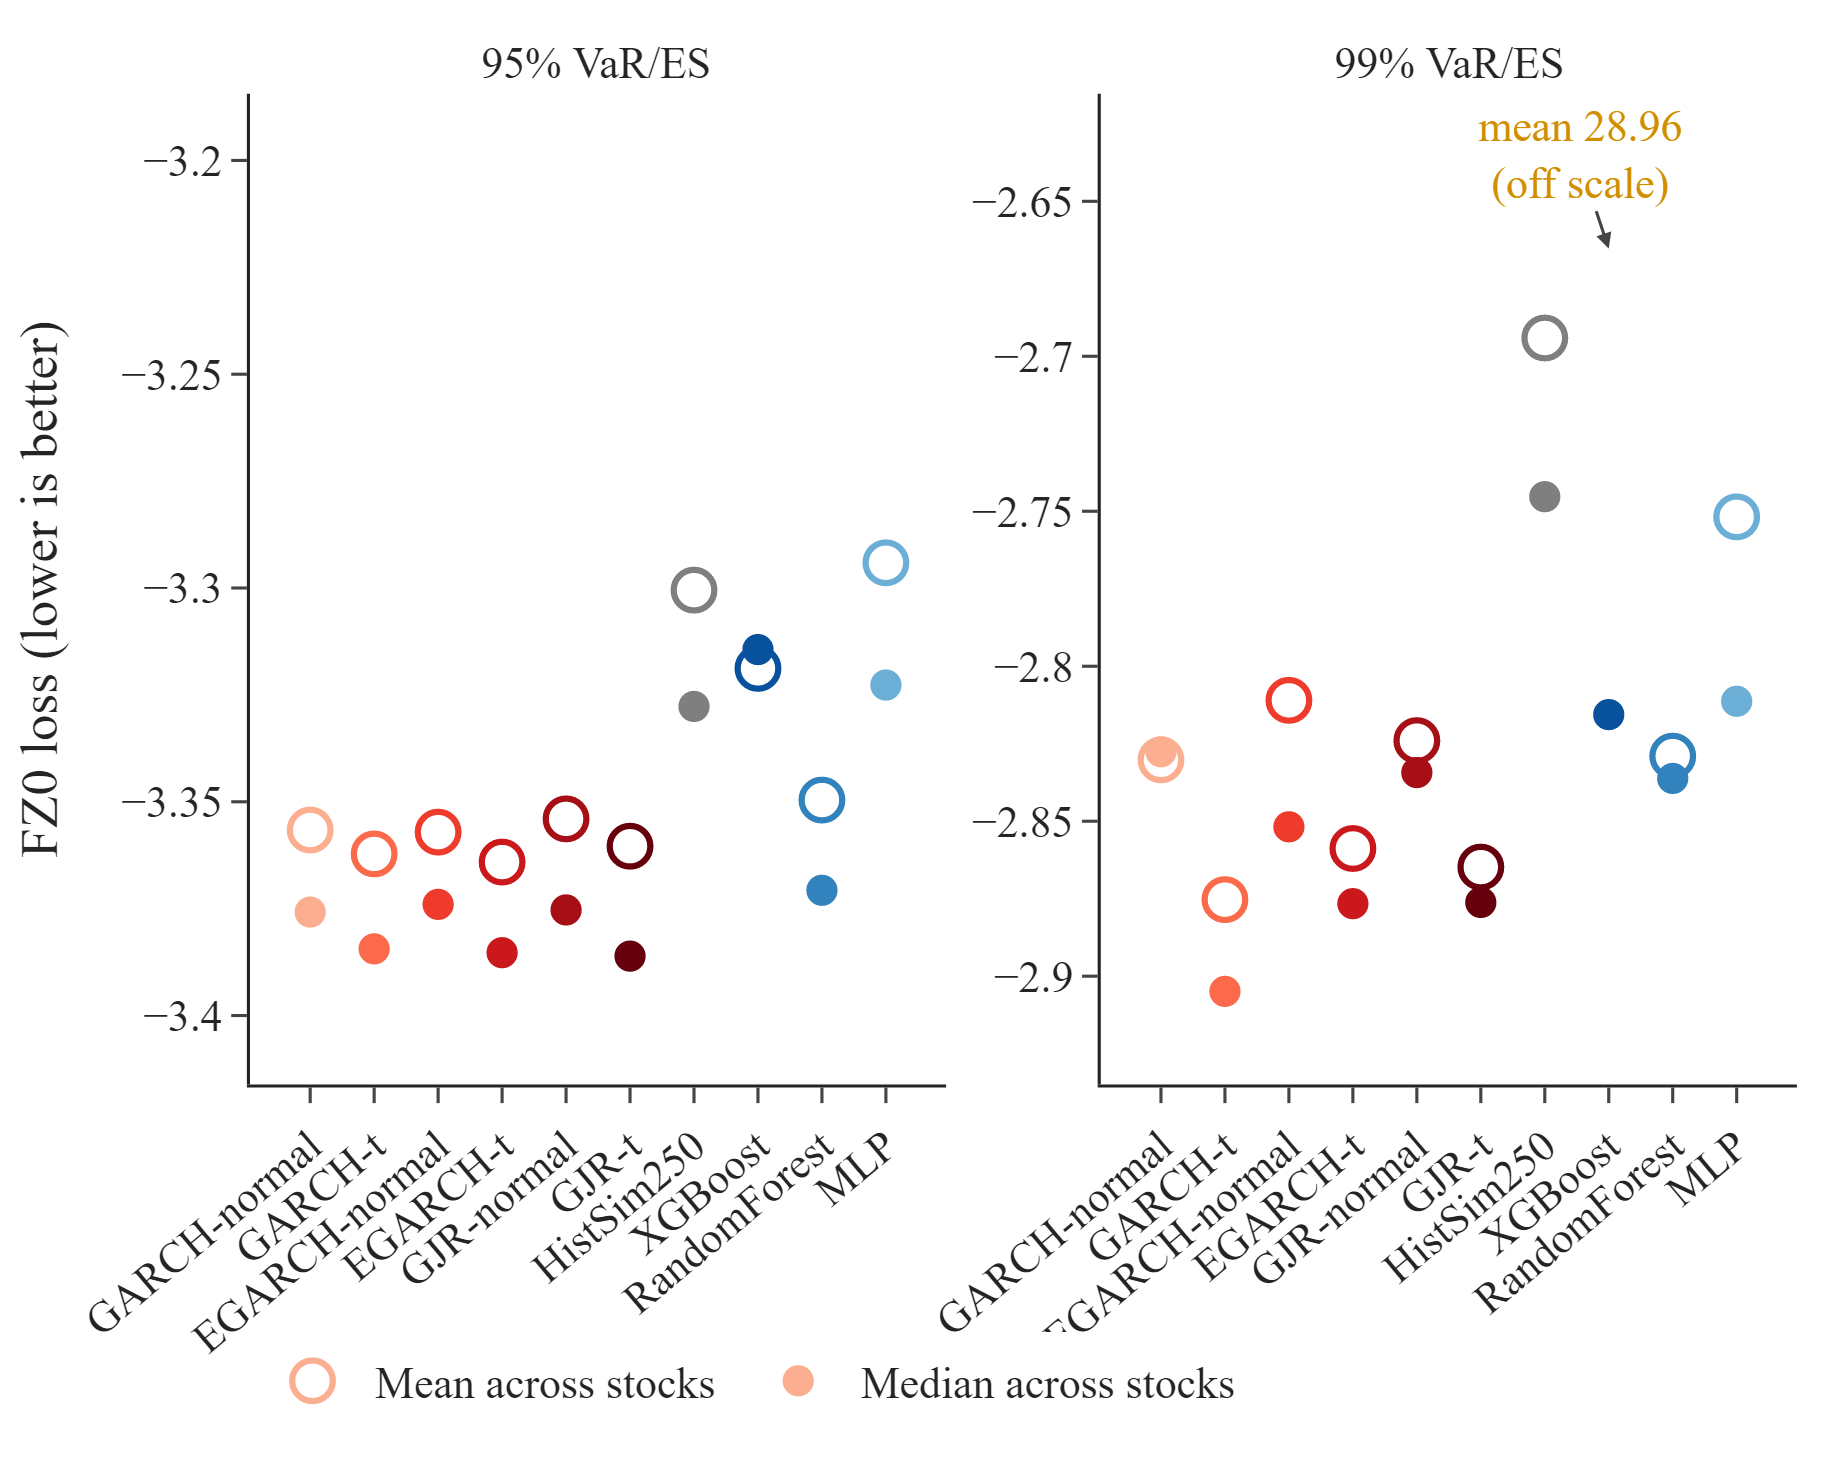 95% VaR/ES
99% VaR/ES
FZ0 loss (lower is better)
−3.2
−3.25
−3.3
−3.35
−3.4
mean 28.96
(off scale)
−2.65
−2.7
−2.75
−2.8
−2.85
−2.9
GARCH-normal
GARCH-t
EGARCH-normal
EGARCH-t
GJR-normal
GJR-t
HistSim250
XGBoost
RandomForest
MLP
GARCH-normal
GARCH-t
EGARCH-normal
EGARCH-t
GJR-normal
GJR-t
HistSim250
XGBoost
RandomForest
MLP
Mean across stocks
Median across stocks